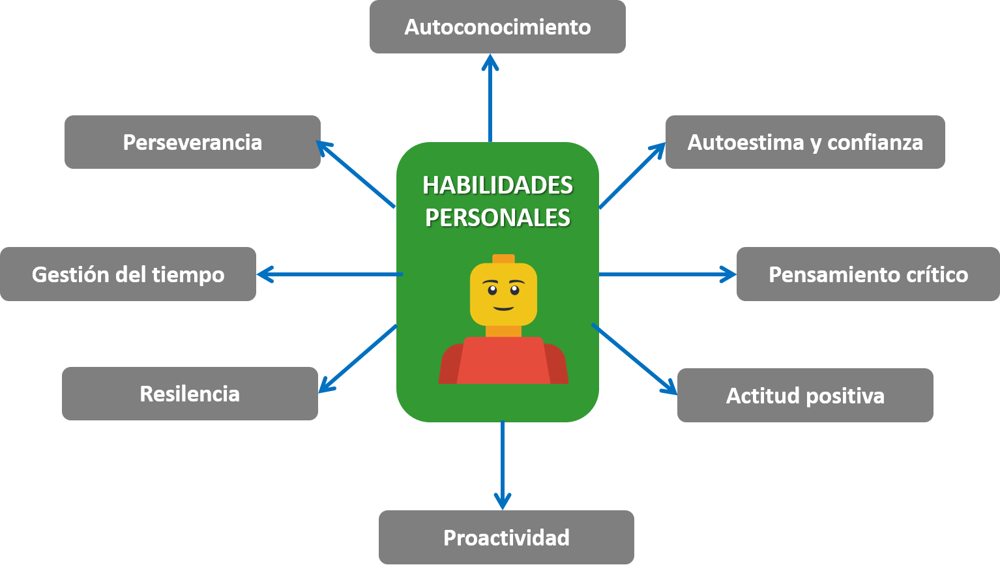 Autoconocimiento
Perseverancia
Autoestima y confianza
HABILIDADES
PERSONALES
Gestión del tiempo
Pensamiento crítico
Resilencia
Actitud positiva
Proactividad